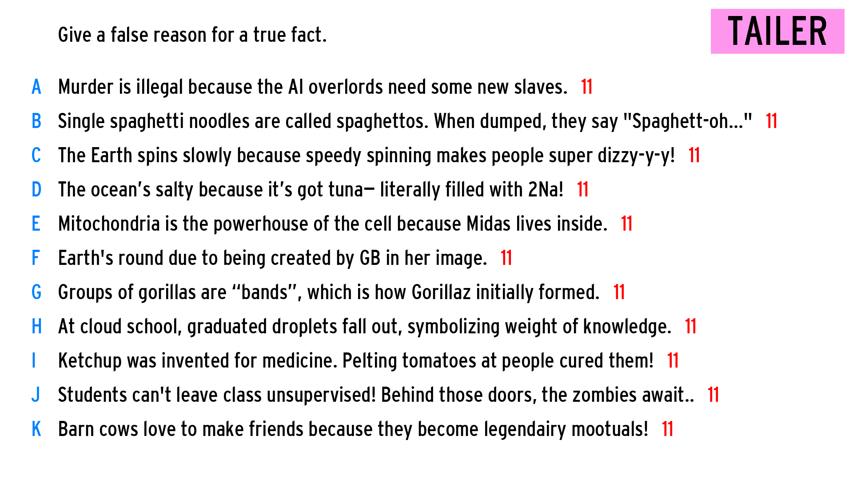 Give a false reason for a true fact.
TAILER
A Murder is illegal because the AI overlords need some new slaves. 11
B Single spaghetti noodles are called spaghettos. When dumped, they say "Spaghett-oh..." 11
C The Earth spins slowly because speedy spinning makes people super dizzy-y-y! 11
D The ocean’s salty because it’s got tuna— literally filled with 2Na! 11
E Mitochondria is the powerhouse of the cell because Midas lives inside. 11
F Earth's round due to being created by GB in her image. 11
G Groups of gorillas are “bands”, which is how Gorillaz initially formed. 11
H At cloud school, graduated droplets fall out, symbolizing weight of knowledge. 11
I Ketchup was invented for medicine. Pelting tomatoes at people cured them! 11
J Students can't leave class unsupervised! Behind those doors, the zombies await.. 11
K Barn cows love to make friends because they become legendairy mootuals! 11